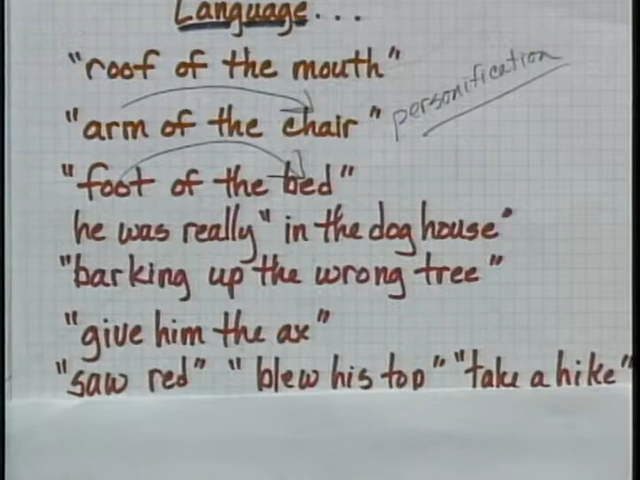 Language...
"roof of the mouth"
"arm of the chair" personification
"foot of the bed"
he was really "in the dog house"
"barking up the wrong tree"
"give him the ax"
"saw red" "blew his top" "take a hike"